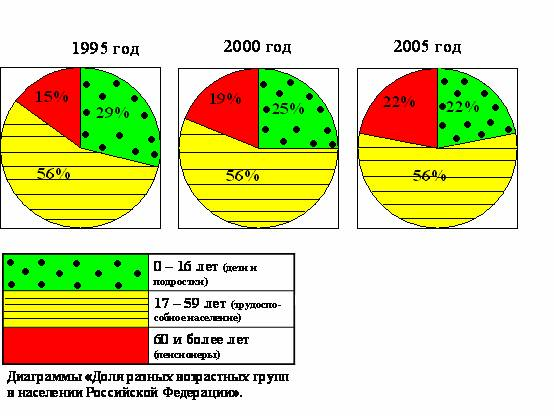 1995 год
2000 год
2005 год
15%
29%
56%
19%
25%
56%
22%
22%
56%
0 – 16 лет (дети и
подростки)
17 – 59 лет (трудоспо-
собное население)
60 и более лет
(пенсионеры)
Диаграммы «Доля разных возрастных групп
в населении Российской Федерации».